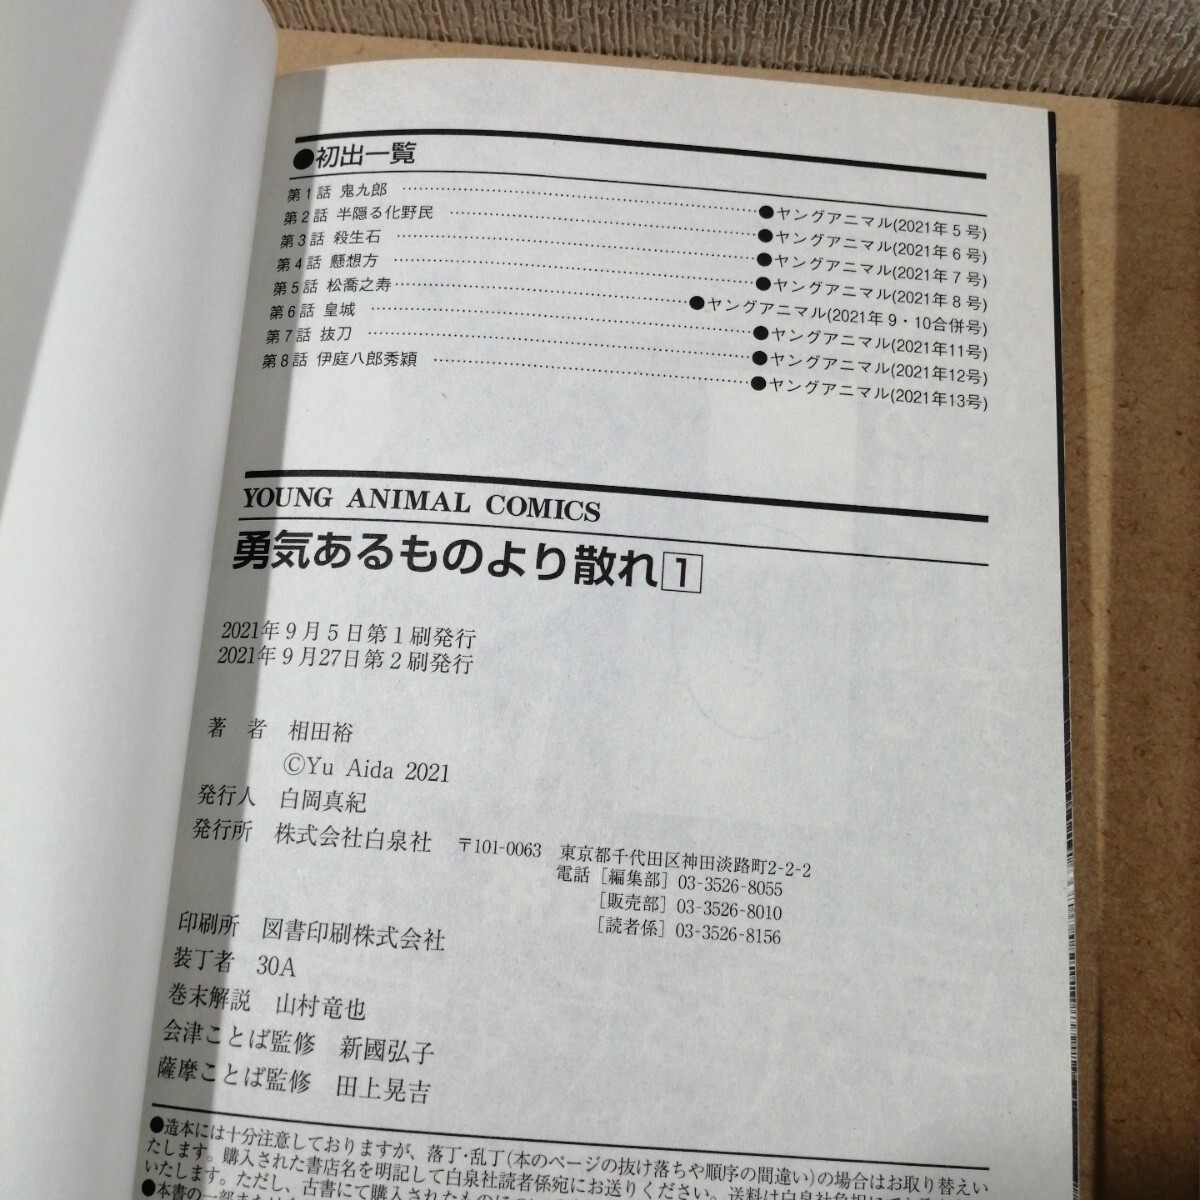 ●初出一覧
第1話 鬼九郎 ……………… ●ヤングアニマル(2021年5号)
第2話 半隠る化野民 ……………… ●ヤングアニマル(2021年6号)
第3話 殺生石 ……………… ●ヤングアニマル(2021年7号)
第4話 懸想方 ……………… ●ヤングアニマル(2021年8号)
第5話 松喬之寿 ……………… ●ヤングアニマル(2021年9・10合併号)
第6話 皇城 ……………… ●ヤングアニマル(2021年11号)
第7話 抜刀 ……………… ●ヤングアニマル(2021年12号)
第8話 伊庭八郎秀穎 ……………… ●ヤングアニマル(2021年13号)
YOUNG ANIMAL COMICS
勇気あるものより散れ 1
2021年9月5日第1刷発行
2021年9月27日第2刷発行
著 者 相田裕
©Yu Aida 2021
発行人 白岡真紀
発行所 株式会社白泉社 〒101-0063 東京都千代田区神田淡路町2-2-2
電話[編集部] 03-3526-8055
[販売部] 03-3526-8010
[読者係] 03-3526-8156
印刷所 図書印刷株式会社
装丁者 30A
巻末解説 山村竜也
会津ことば監修 新國弘子
薩摩ことば監修 田上晃吉
●造本には十分注意しておりますが、落丁・乱丁(本のページの抜け落ちや順序の間違い)の場合はお取り替えい
たします。購入された書店名を明記して白泉社読者係宛にお送りください。送料は白泉社負担にて
いたします。ただし、古書にて購入されたものに
●本書の一部または